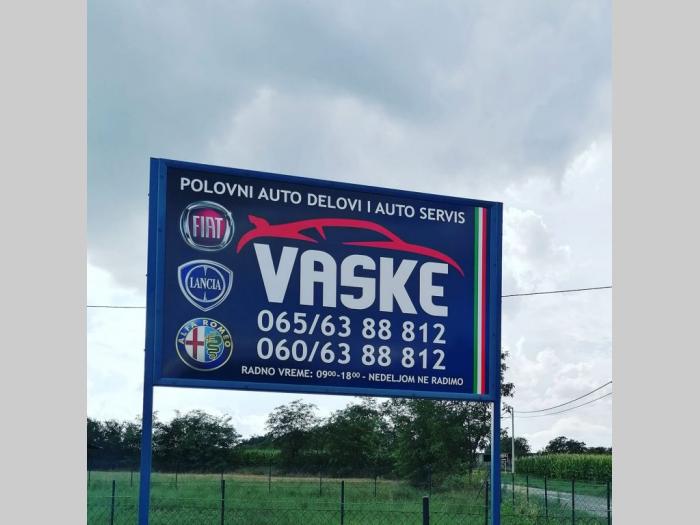 POLOVNI AUTO DELOVI I AUTO SERVIS
FIAT
LANCIA
ALFA ROMEO
VASKE
065/63 88 812
060/63 88 812
RADNO VREME: 09⁰⁰-18⁰⁰ - NEDELJOM NE RADIMO